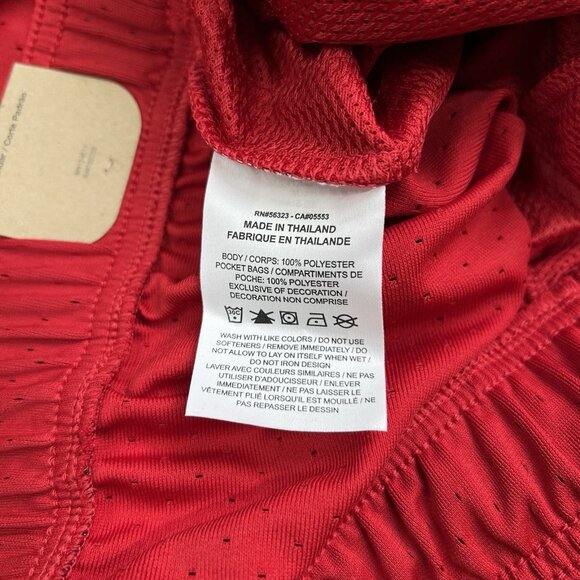 RN#56323 - CA#05553
MADE IN THAILAND
FABRIQUE EN THAILANDE
BODY / CORPS: 100% POLYESTER
POCKET BAGS / COMPARTIMENTS DE
POCHE: 100% POLYESTER
EXCLUSIVE OF DECORATION /
DECORATION NON COMPRISE
30C
WASH WITH LIKE COLORS / DO NOT USE
SOFTENERS / REMOVE IMMEDIATELY / DO
NOT ALLOW TO LAY ON ITSELF WHEN WET /
DO NOT IRON DESIGN
LAVER AVEC COULEURS SIMILAIRES / NE PAS
UTILISER D'ADOUCISSEUR / ENLEVER
IMMEDIATEMENT / NE PAS LAISSER LE
VÊTEMENT PLIÉ LORSQU'IL EST MOUILLÉ / NE
PAS REPASSER LE DESSIN
/ Corte Padrão